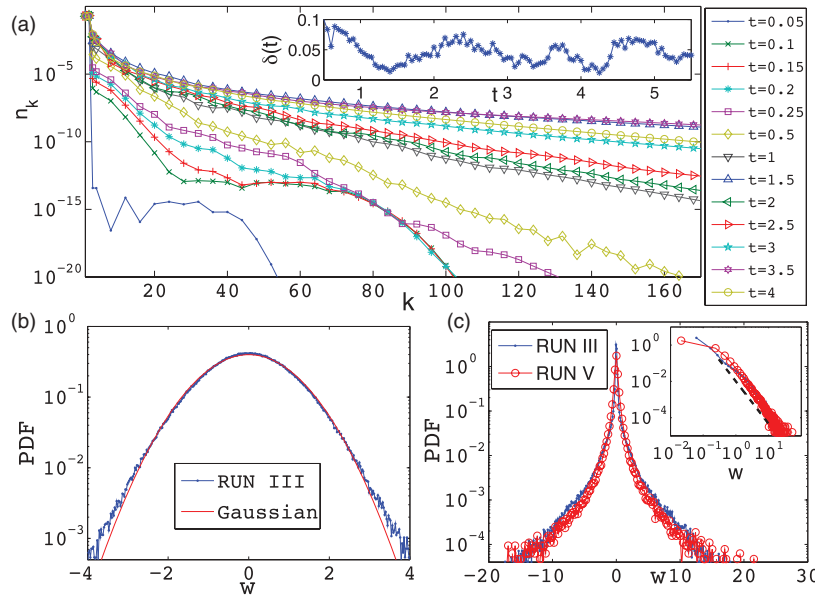 (a)
n_k
10^-5
10^-10
10^-15
10^-20
20
40
60
80
100
120
140
160
k
δ(t)
0.1
0.05
0
1
2
t
3
4
5
t=0.05
t=0.1
t=0.15
t=0.2
t=0.25
t=0.5
t=1
t=1.5
t=2
t=2.5
t=3
t=3.5
t=4
(b)
PDF
10^0
10^-1
10^-2
10^-3
RUN III
Gaussian
−4
−2
0
2
4
w
(c)
PDF
10^0
10^-1
10^-2
10^-3
10^-4
RUN III
RUN V
10^0
10^-2
10^-4
10^-2
10^-1
10^0
10^1
w
−20
−10
0
10
20
30
w